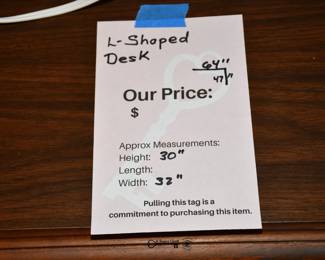 L-Shaped
Desk
64"
47"
Our Price:
$
Approx Measurements:
Height: 30"
Length:
Width: 32"
Pulling this tag is a
commitment to purchasing this item.